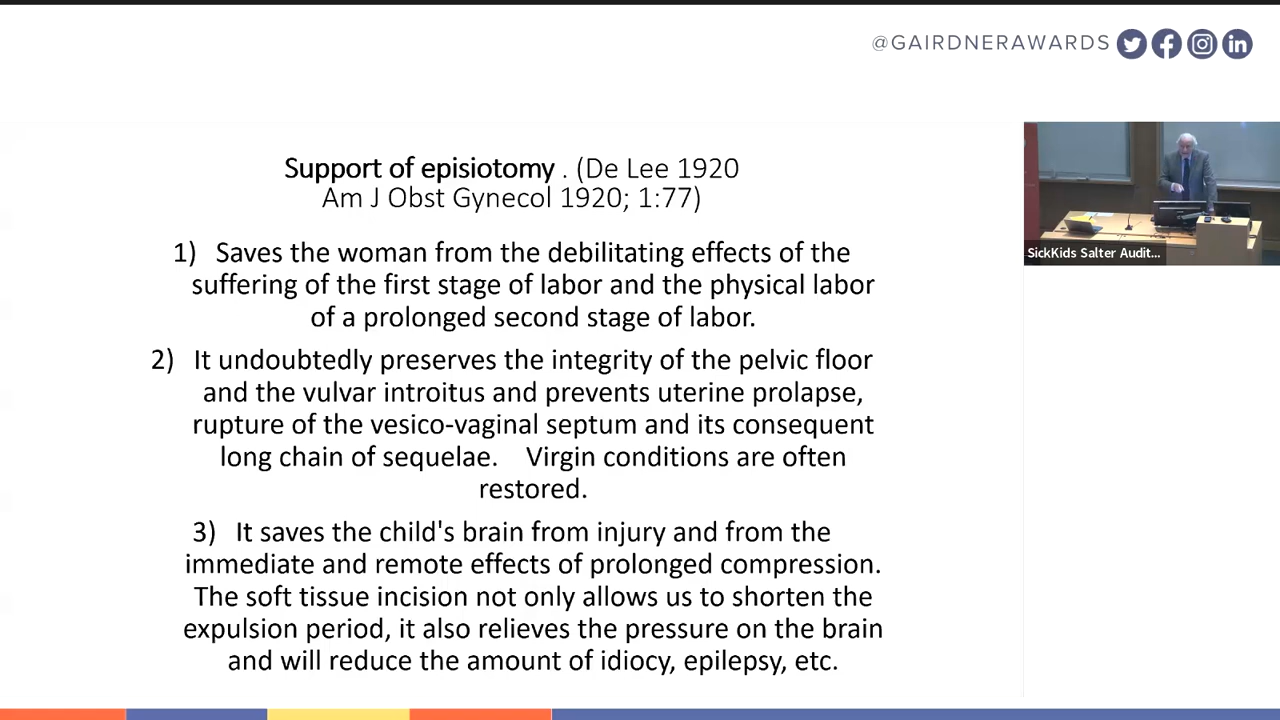 @GAIRDNERAWARDS
Support of episiotomy . (De Lee 1920
Am J Obst Gynecol 1920; 1:77)
1) Saves the woman from the debilitating effects of the
suffering of the first stage of labor and the physical labor
of a prolonged second stage of labor.
2) It undoubtedly preserves the integrity of the pelvic floor
and the vulvar introitus and prevents uterine prolapse,
rupture of the vesico-vaginal septum and its consequent
long chain of sequelae. Virgin conditions are often
restored.
3) It saves the child's brain from injury and from the
immediate and remote effects of prolonged compression.
The soft tissue incision not only allows us to shorten the
expulsion period, it also relieves the pressure on the brain
and will reduce the amount of idiocy, epilepsy, etc.
SickKids Salter Audit...